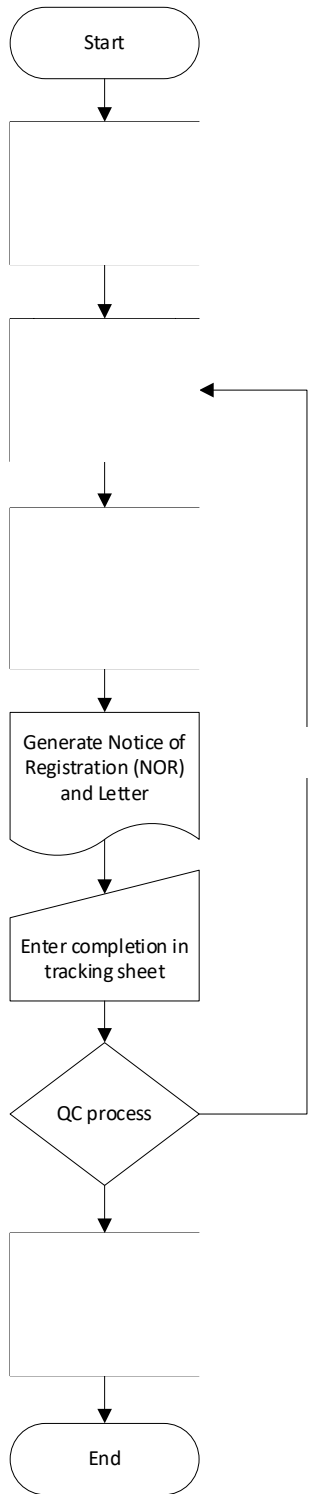 Start
Generate Notice of
Registration (NOR)
and Letter
Enter completion in
tracking sheet
QC process
End